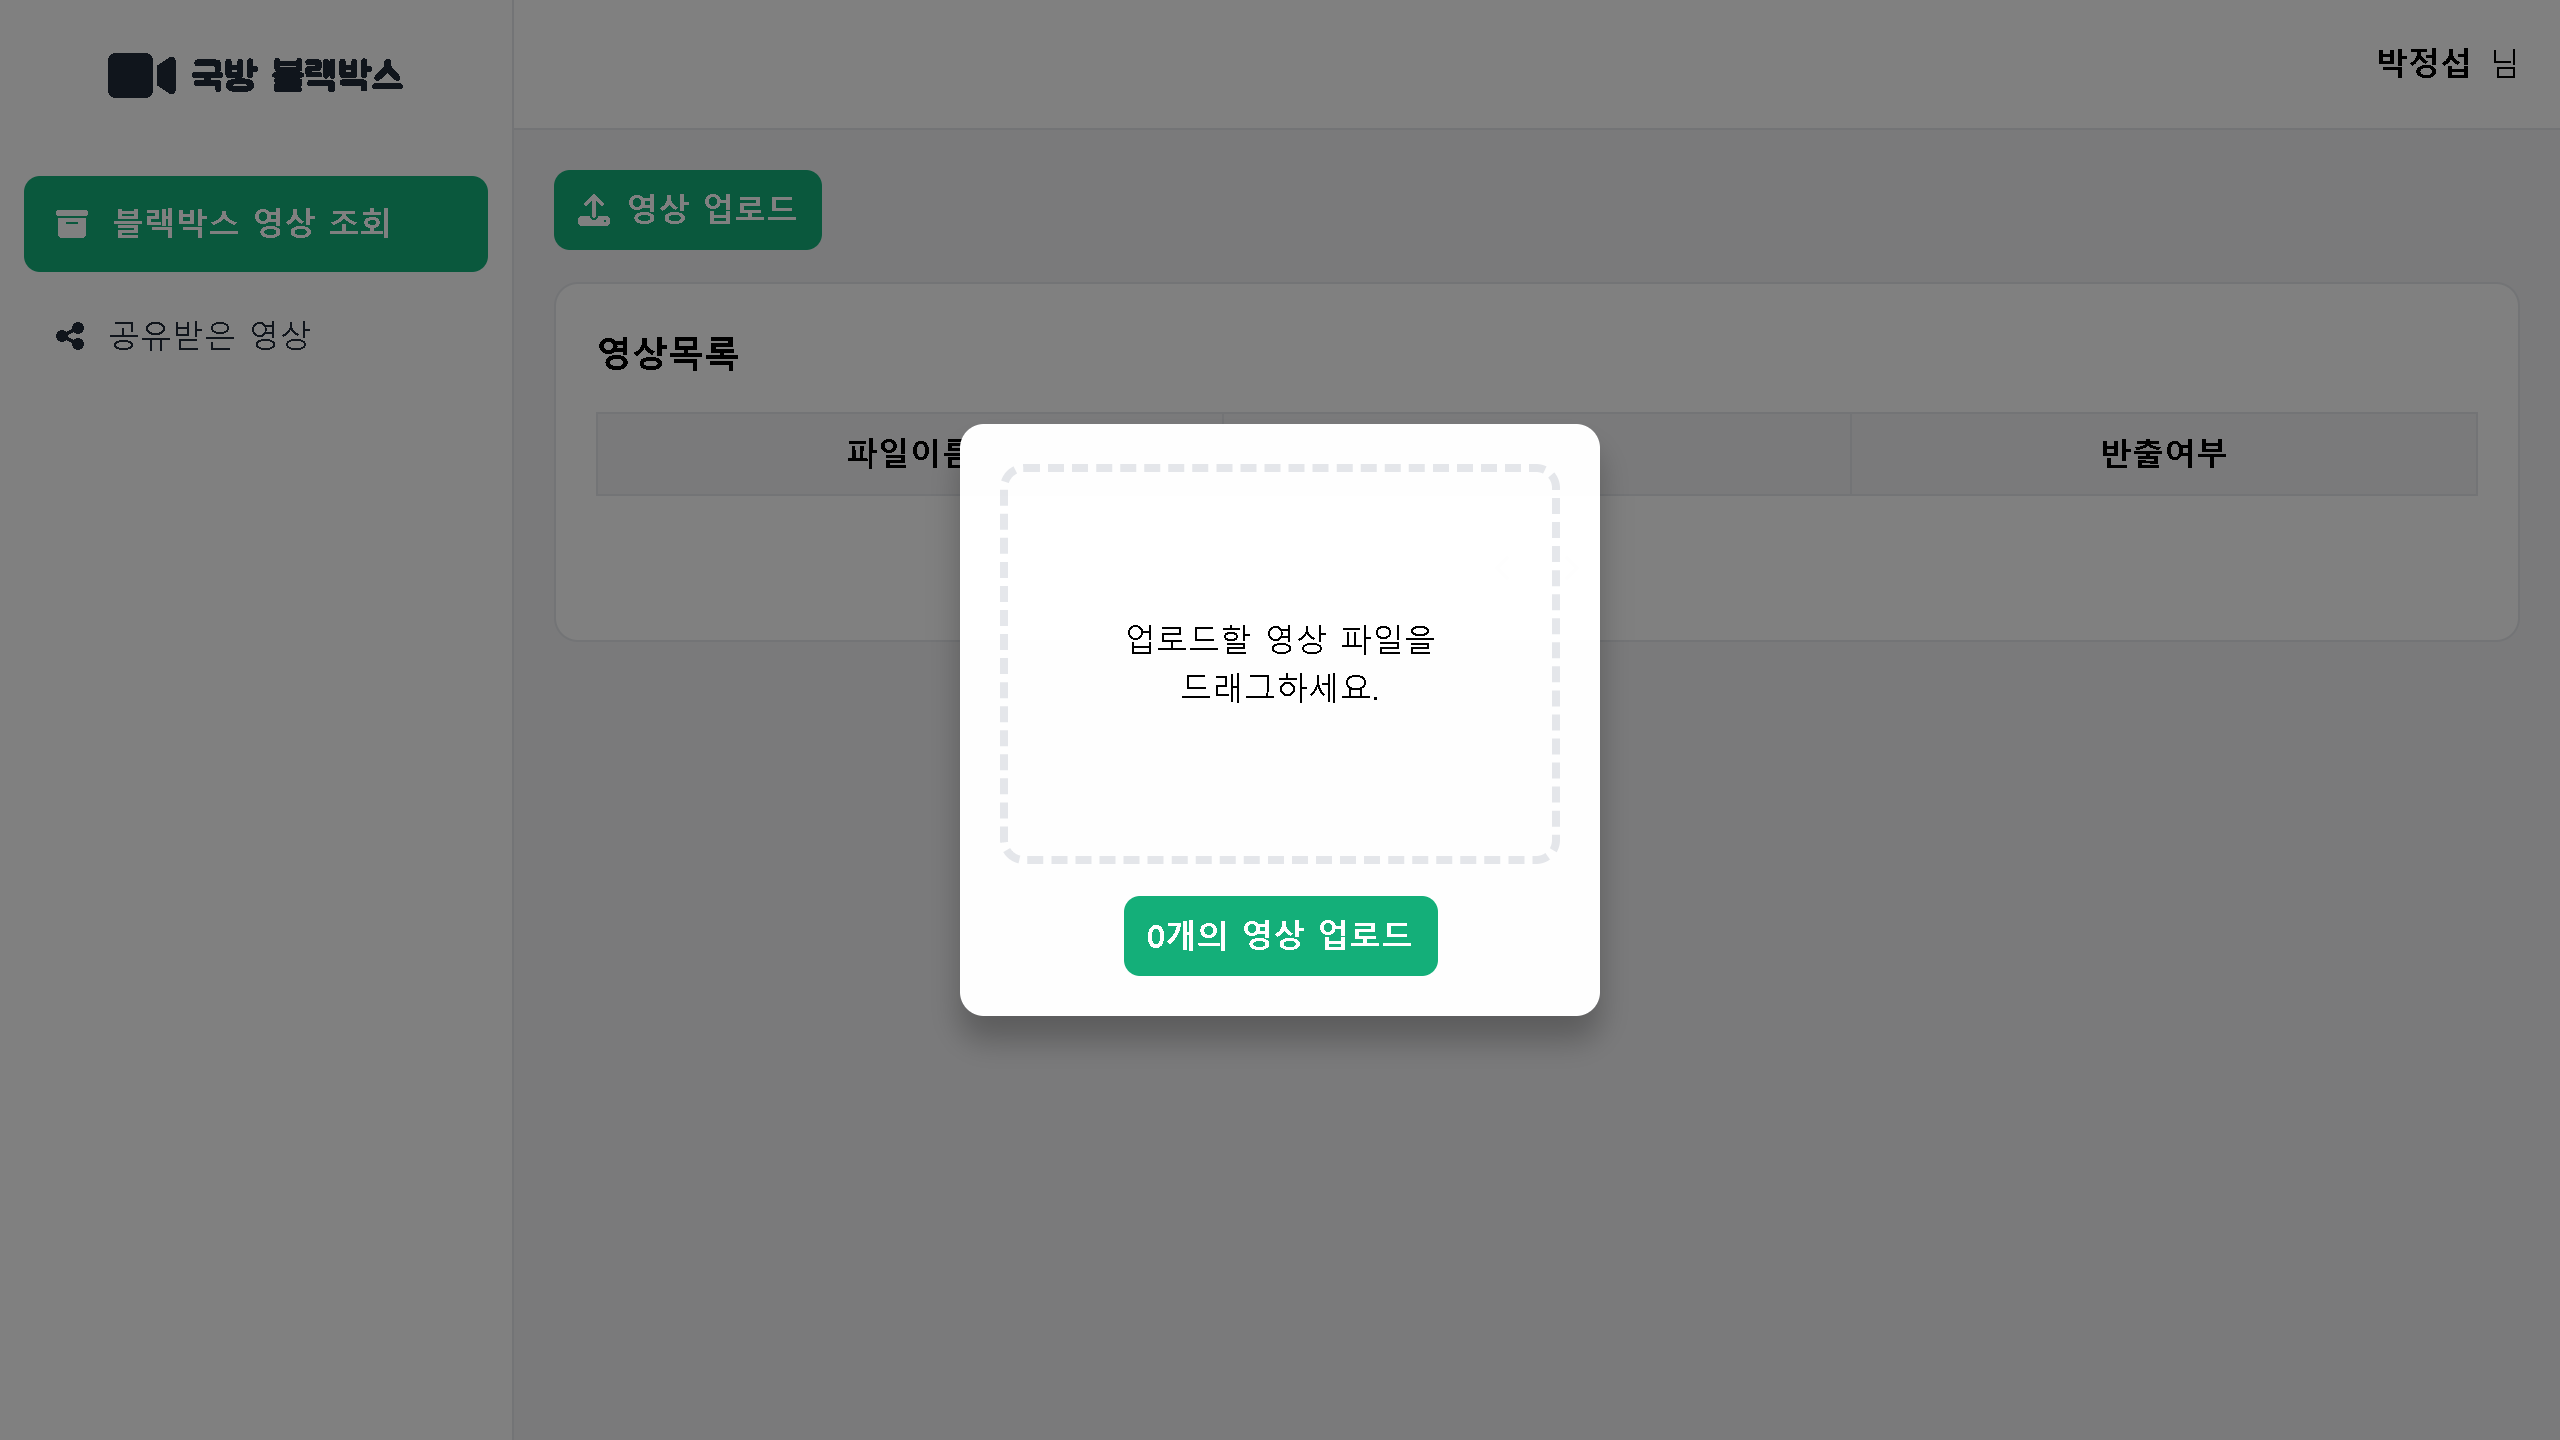 국방 블랙박스
박정섭 님
블랙박스 영상 조회
공유받은 영상
영상 업로드
영상목록
파일이름
반출여부
업로드할 영상 파일을
드래그하세요.
0개의 영상 업로드